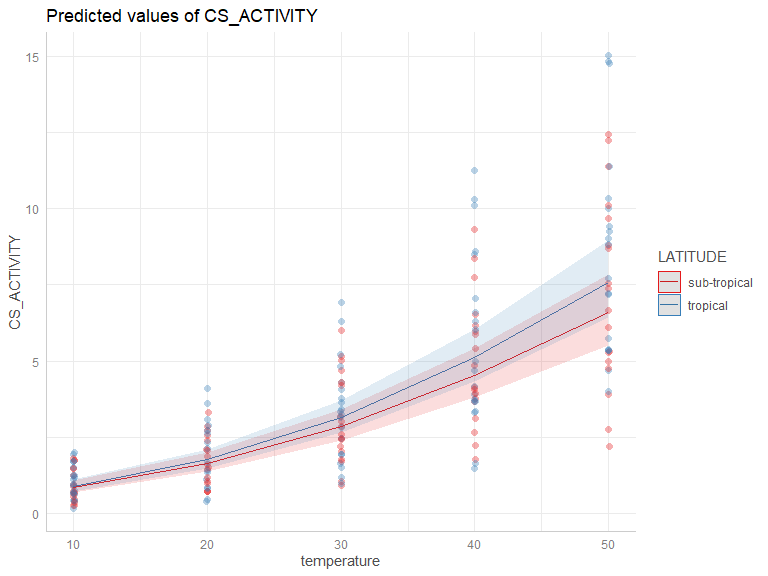 Predicted values of CS_ACTIVITY
15
10
5
0
CS_ACTIVITY
10
20
30
40
50
temperature
LATITUDE
sub-tropical
tropical